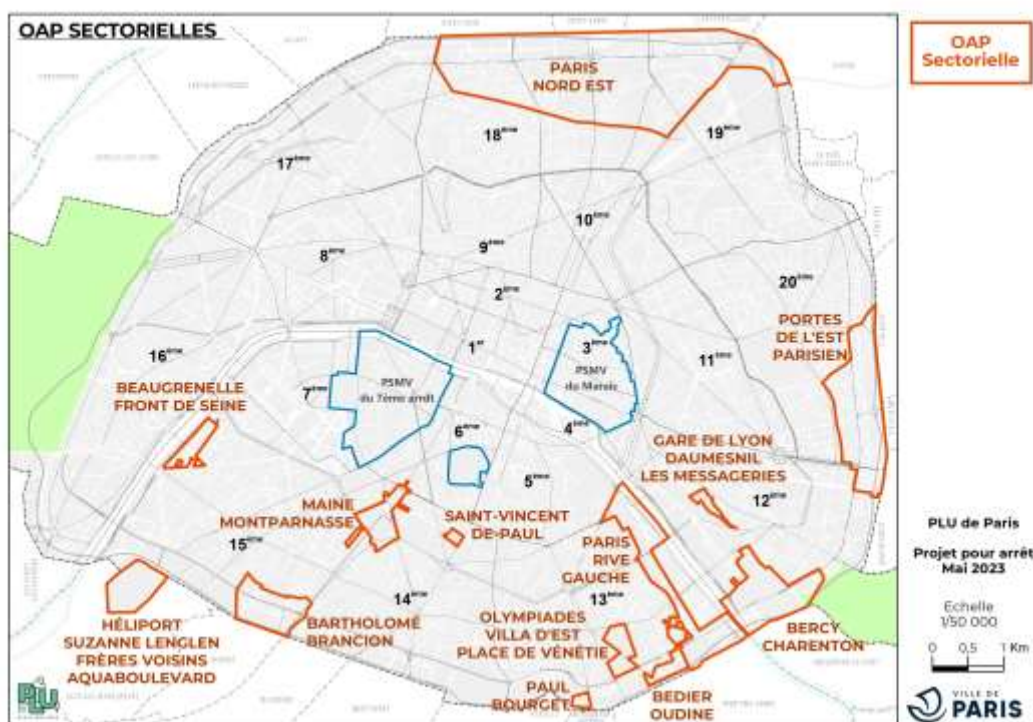 OAP SECTORIELLES
OAP
Sectorielle
PARIS
NORD EST
18ème
19ème
17ème
10ème
9ème
8ème
2ème
20ème
PORTES
DE L'EST
PARISIEN
1er
3ème
11ème
16ème
PSMV
du Marais
PSMV
du 7ème arrdt
7ème
BEAUGRENELLE
FRONT DE SEINE
4ème
6ème
GARE DE LYON
DAUMESNIL
LES MESSAGERIES
5ème
12ème
MAINE
MONTPARNASSE
SAINT-VINCENT
DE-PAUL
PARIS
RIVE
GAUCHE
15ème
14ème
13ème
HÉLIPORT
SUZANNE LENGLEN
FRÈRES VOISINS
AQUABOULEVARD
BARTHOLOMÉ
BRANCION
OLYMPIADES
VILLA D'EST
PLACE DE VÉNÉTIE
BERCY
CHARENTON
PAUL
BOURGET
BEDIER
OUDINE
PLU de Paris
Projet pour arrêt
Mai 2023
Echelle
1/50 000
0 0,5 1 Km
PLU
VILLE DE
PARIS